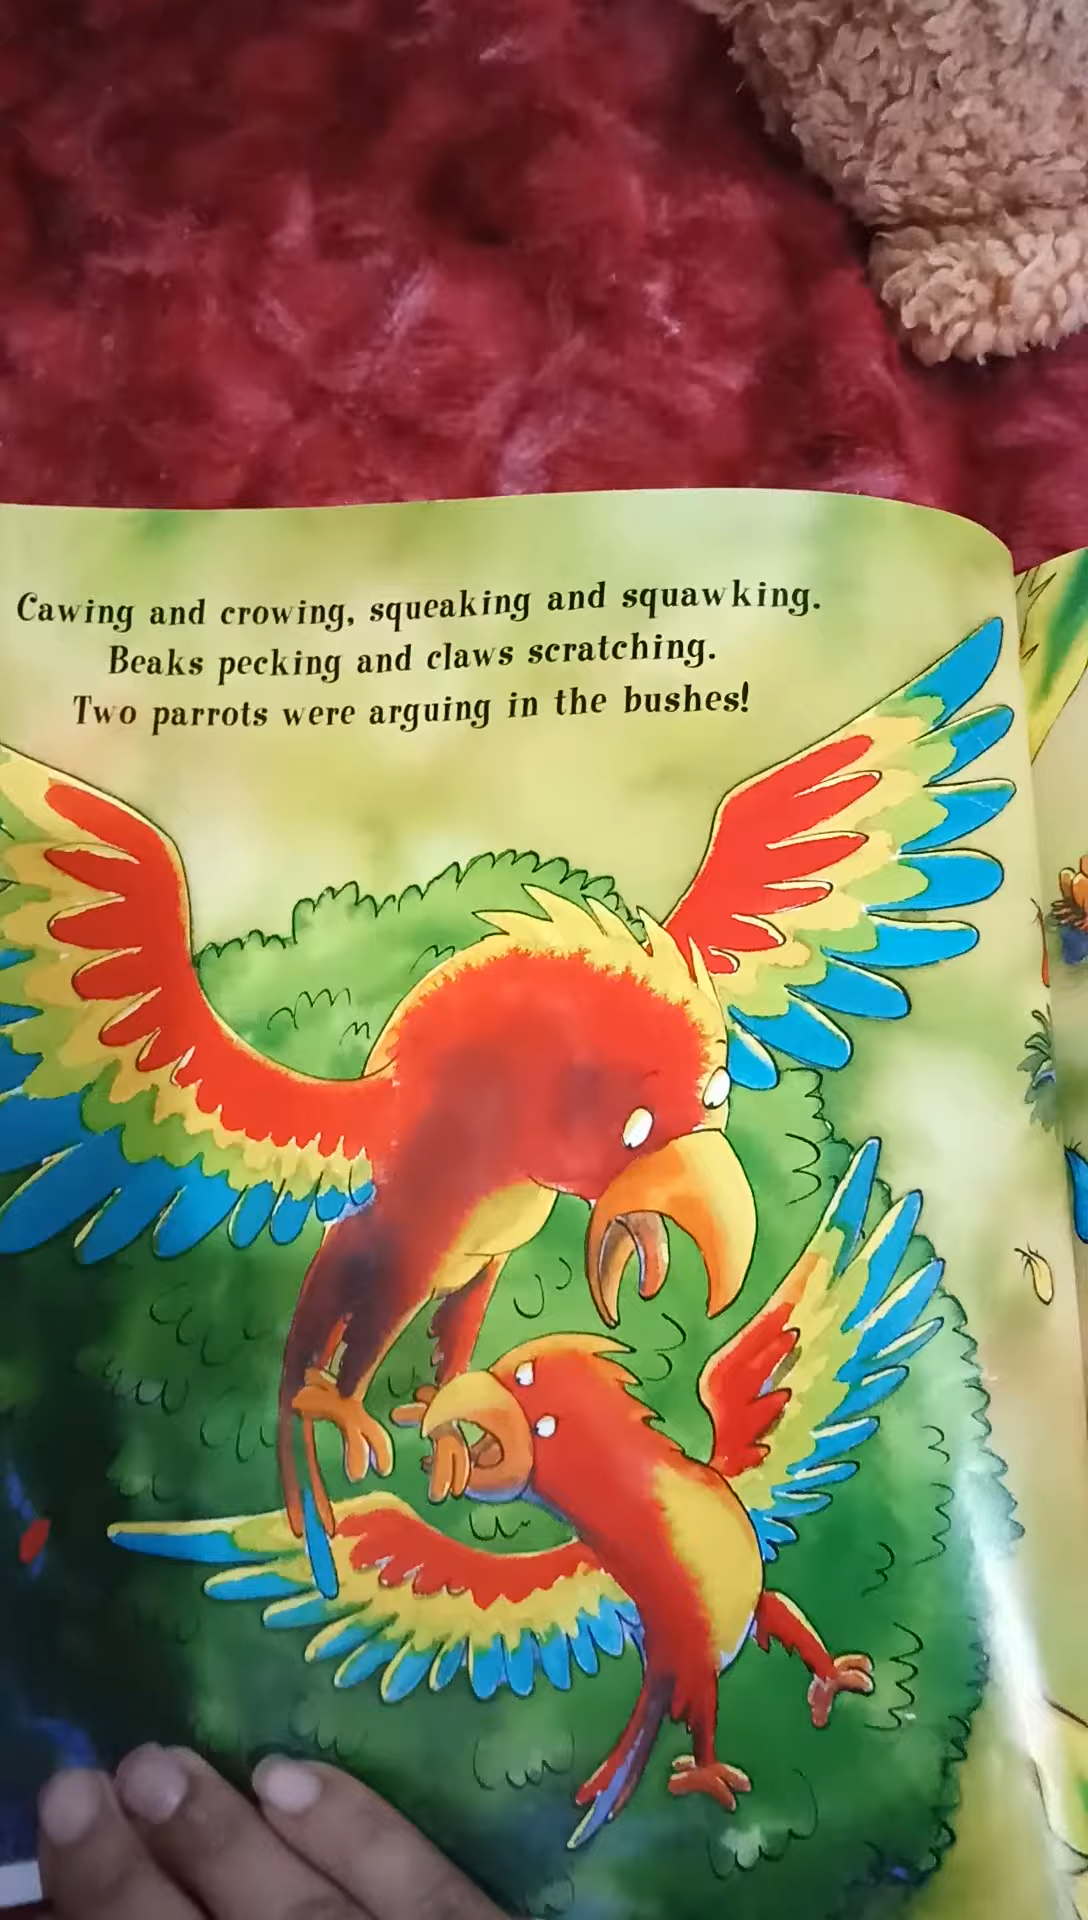 Cawing and crowing, squeaking and squawking.
Beaks pecking and claws scratching.
Two parrots were arguing in the bushes!